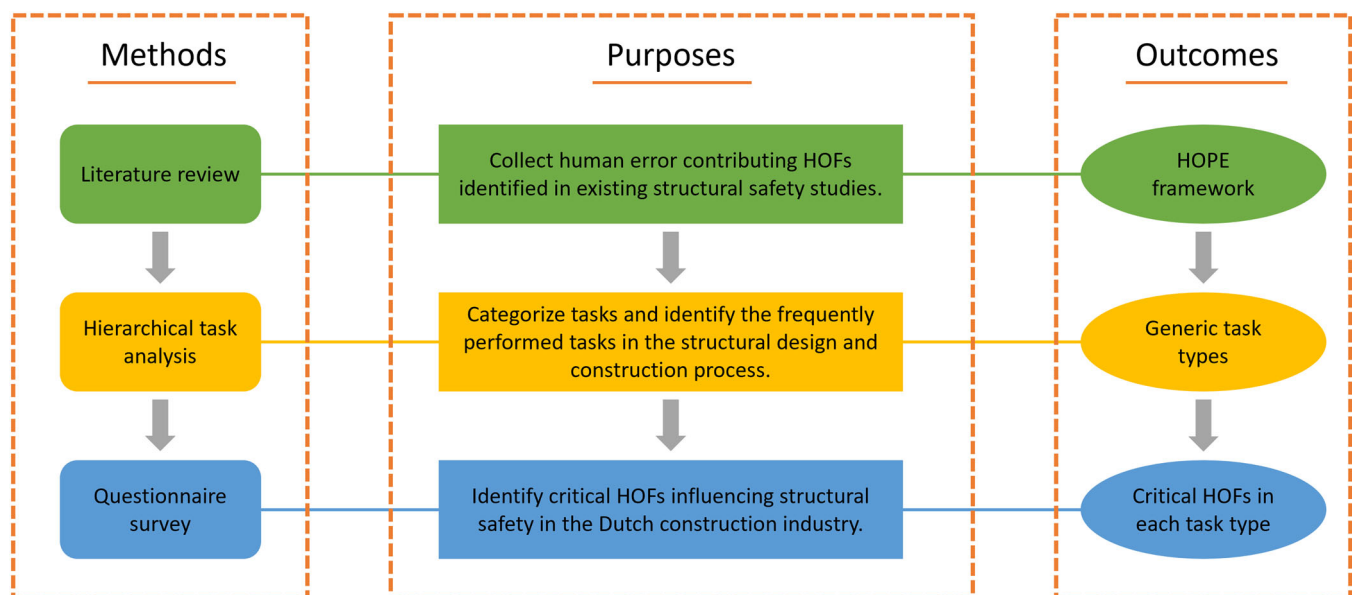 Methods
Purposes
Outcomes
Literature review
Collect human error contributing HOFs
identified in existing structural safety studies.
HOPE
framework
Hierarchical task
analysis
Categorize tasks and identify the frequently
performed tasks in the structural design and
construction process.
Generic task
types
Questionnaire
survey
Identify critical HOFs influencing structural
safety in the Dutch construction industry.
Critical HOFs in
each task type